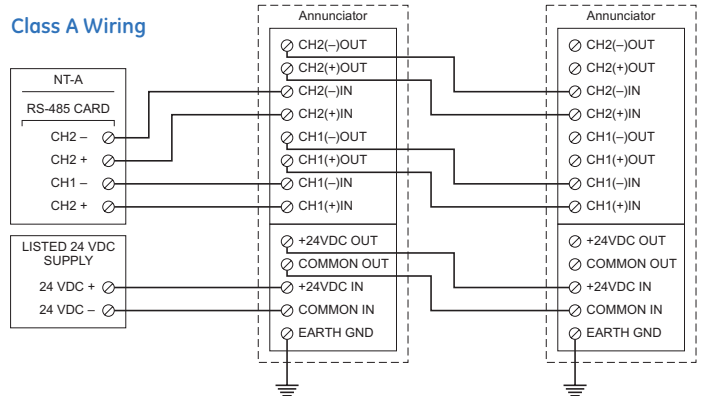 Class A Wiring
NT-A
RS-485 CARD
CH2 –
CH2 +
CH1 –
CH2 +
LISTED 24 VDC
SUPPLY
24 VDC +
24 VDC –
Annunciator
CH2(–)OUT
CH2(+)OUT
CH2(–)IN
CH2(+)IN
CH1(–)OUT
CH1(+)OUT
CH1(–)IN
CH1(+)IN
+24VDC OUT
COMMON OUT
+24VDC IN
COMMON IN
EARTH GND
Annunciator
CH2(–)OUT
CH2(+)OUT
CH2(–)IN
CH2(+)IN
CH1(–)OUT
CH1(+)OUT
CH1(–)IN
CH1(+)IN
+24VDC OUT
COMMON OUT
+24VDC IN
COMMON IN
EARTH GND